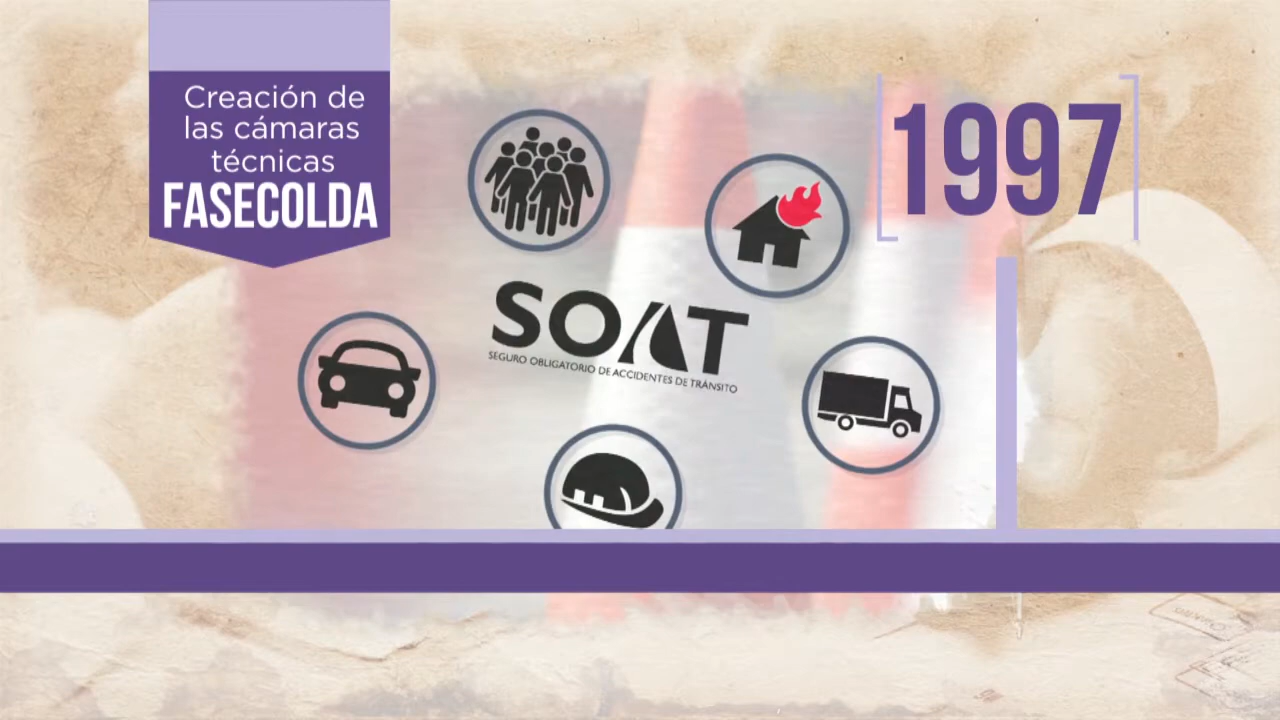 Creación de
las cámaras
técnicas
FASECOLDA
1997
SOAT
SEGURO OBLIGATORIO DE ACCIDENTES DE TRÁNSITO